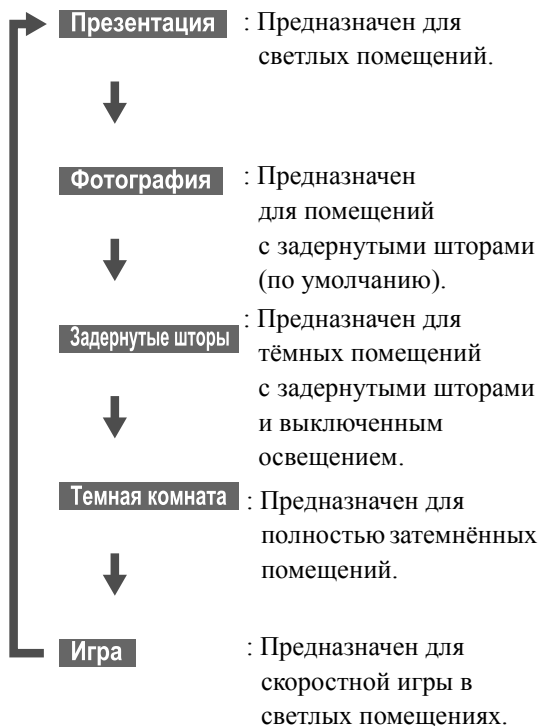 Презентация : Предназначен для
светлых помещений.
Фотография : Предназначен
для помещений
с задернутыми шторами
(по умолчанию).
Задернутые шторы : Предназначен для
тёмных помещений
с задернутыми шторами
и выключенным
освещением.
Темная комната : Предназначен для
полностью затемнённых
помещений.
Игра : Предназначен для
скоростной игры в
светлых помещениях.